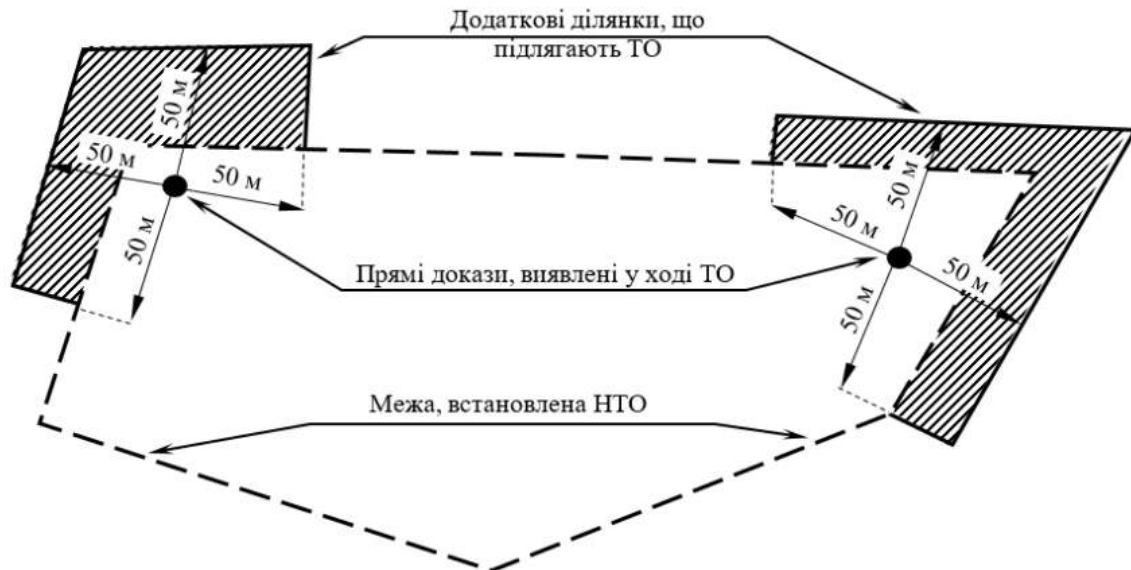 Додаткові ділянки, що
підлягають ТО
50 м
50 м
50 м
50 м
50 м
50 м
50 м
50 м
Прямі докази, виявлені у ході ТО
Межа, встановлена НТО